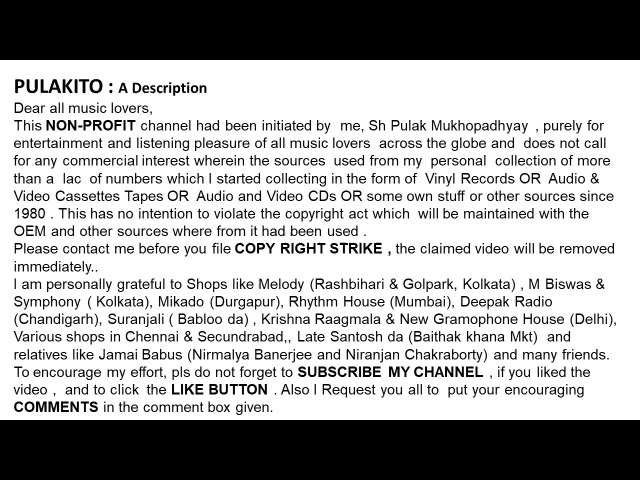 PULAKITO : A Description
Dear all music lovers,
This NON-PROFIT channel had been initiated by me, Sh Pulak Mukhopadhyay , purely for
entertainment and listening pleasure of all music lovers across the globe and does not call
for any commercial interest wherein the sources used from my personal collection of more
than a lac of numbers which I started collecting in the form of Vinyl Records OR Audio &
Video Cassettes Tapes OR Audio and Video CDs OR some own stuff or other sources since
1980 . This has no intention to violate the copyright act which will be maintained with the
OEM and other sources where from it had been used .
Please contact me before you file COPY RIGHT STRIKE , the claimed video will be removed
immediately..
I am personally grateful to Shops like Melody (Rashbihari & Golpark, Kolkata) , M Biswas &
Symphony ( Kolkata), Mikado (Durgapur), Rhythm House (Mumbai), Deepak Radio
(Chandigarh), Suranjali ( Babloo da) , Krishna Raagmala & New Gramophone House (Delhi),
Various shops in Chennai & Secundrabad,, Late Santosh da (Baithak khana Mkt) and
relatives like Jamai Babus (Nirmalya Banerjee and Niranjan Chakraborty) and many friends.
To encourage my effort, pls do not forget to SUBSCRIBE MY CHANNEL , if you liked the
video , and to click the LIKE BUTTON . Also I Request you all to put your encouraging
COMMENTS in the comment box given.